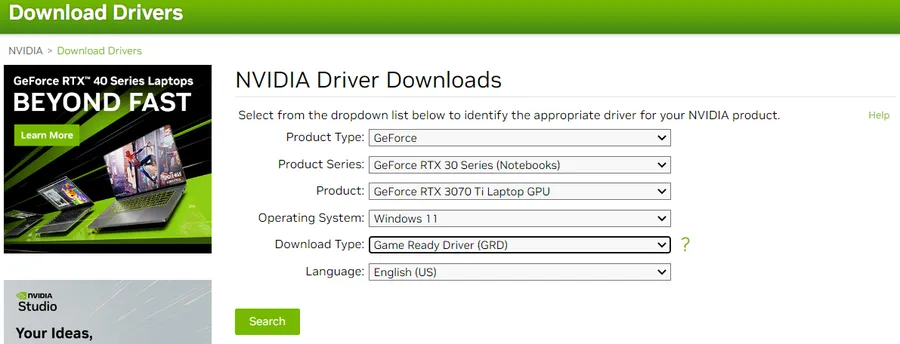 Download Drivers
NVIDIA > Download Drivers
GeForce RTX™ 40 Series Laptops
BEYOND FAST
Learn More
NVIDIA
Studio
Your Ideas,
NVIDIA Driver Downloads
Select from the dropdown list below to identify the appropriate driver for your NVIDIA product.
Help
Product Type: GeForce
Product Series: GeForce RTX 30 Series (Notebooks)
Product: GeForce RTX 3070 Ti Laptop GPU
Operating System: Windows 11
Download Type: Game Ready Driver (GRD) ?
Language: English (US)
Search